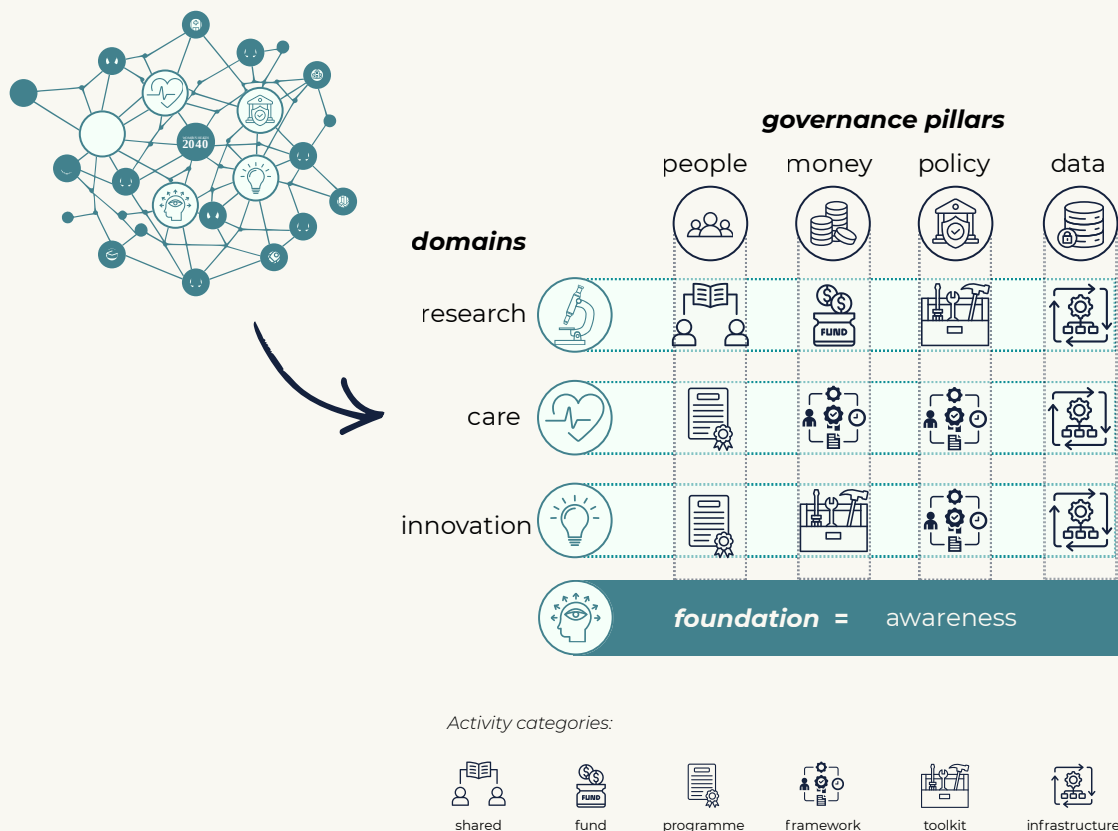 2040
governance pillars
people money policy data
domains
research
FUND
care
innovation
foundation = awareness
Activity categories:
FUND
shared fund programme framework toolkit infrastructure